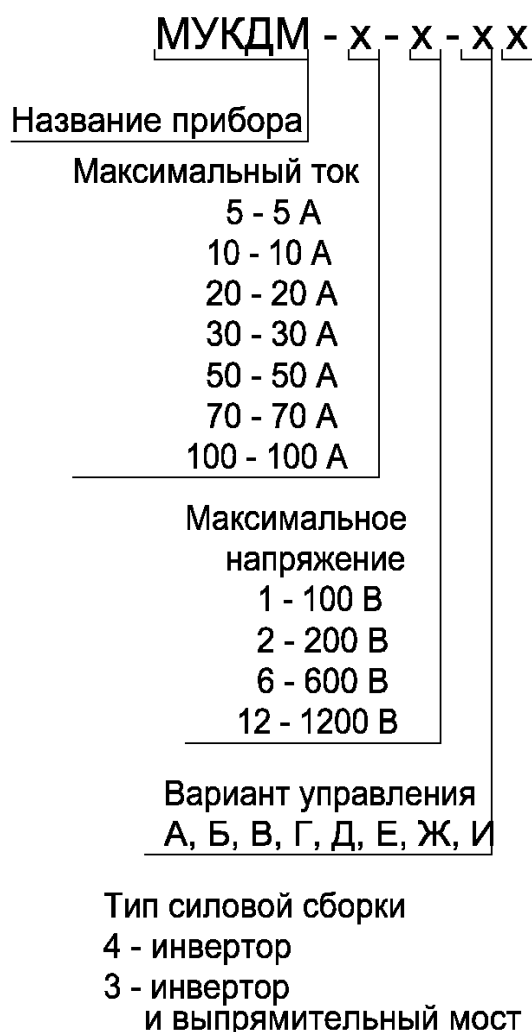 МУКДМ - х - х - х х
Название прибора
Максимальный ток
5 - 5 А
10 - 10 А
20 - 20 А
30 - 30 А
50 - 50 А
70 - 70 А
100 - 100 А
Максимальное
напряжение
1 - 100 В
2 - 200 В
6 - 600 В
12 - 1200 В
Вариант управления
А, Б, В, Г, Д, Е, Ж, И
Тип силовой сборки
4 - инвертор
3 - инвертор
и выпрямительный мост